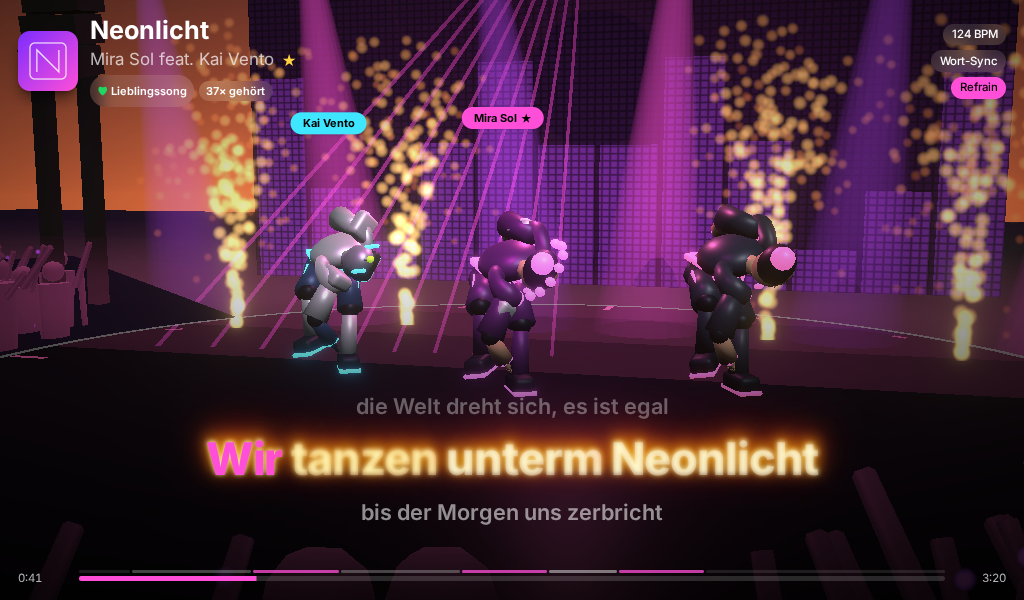 Neonlicht
Mira Sol feat. Kai Vento ★
Lieblingssong
37× gehört
124 BPM
Wort-Sync
Refrain
Kai Vento
Mira Sol ★
die Welt dreht sich, es ist egal
Wir tanzen unterm Neonlicht
bis der Morgen uns zerbricht
0:41
3:20